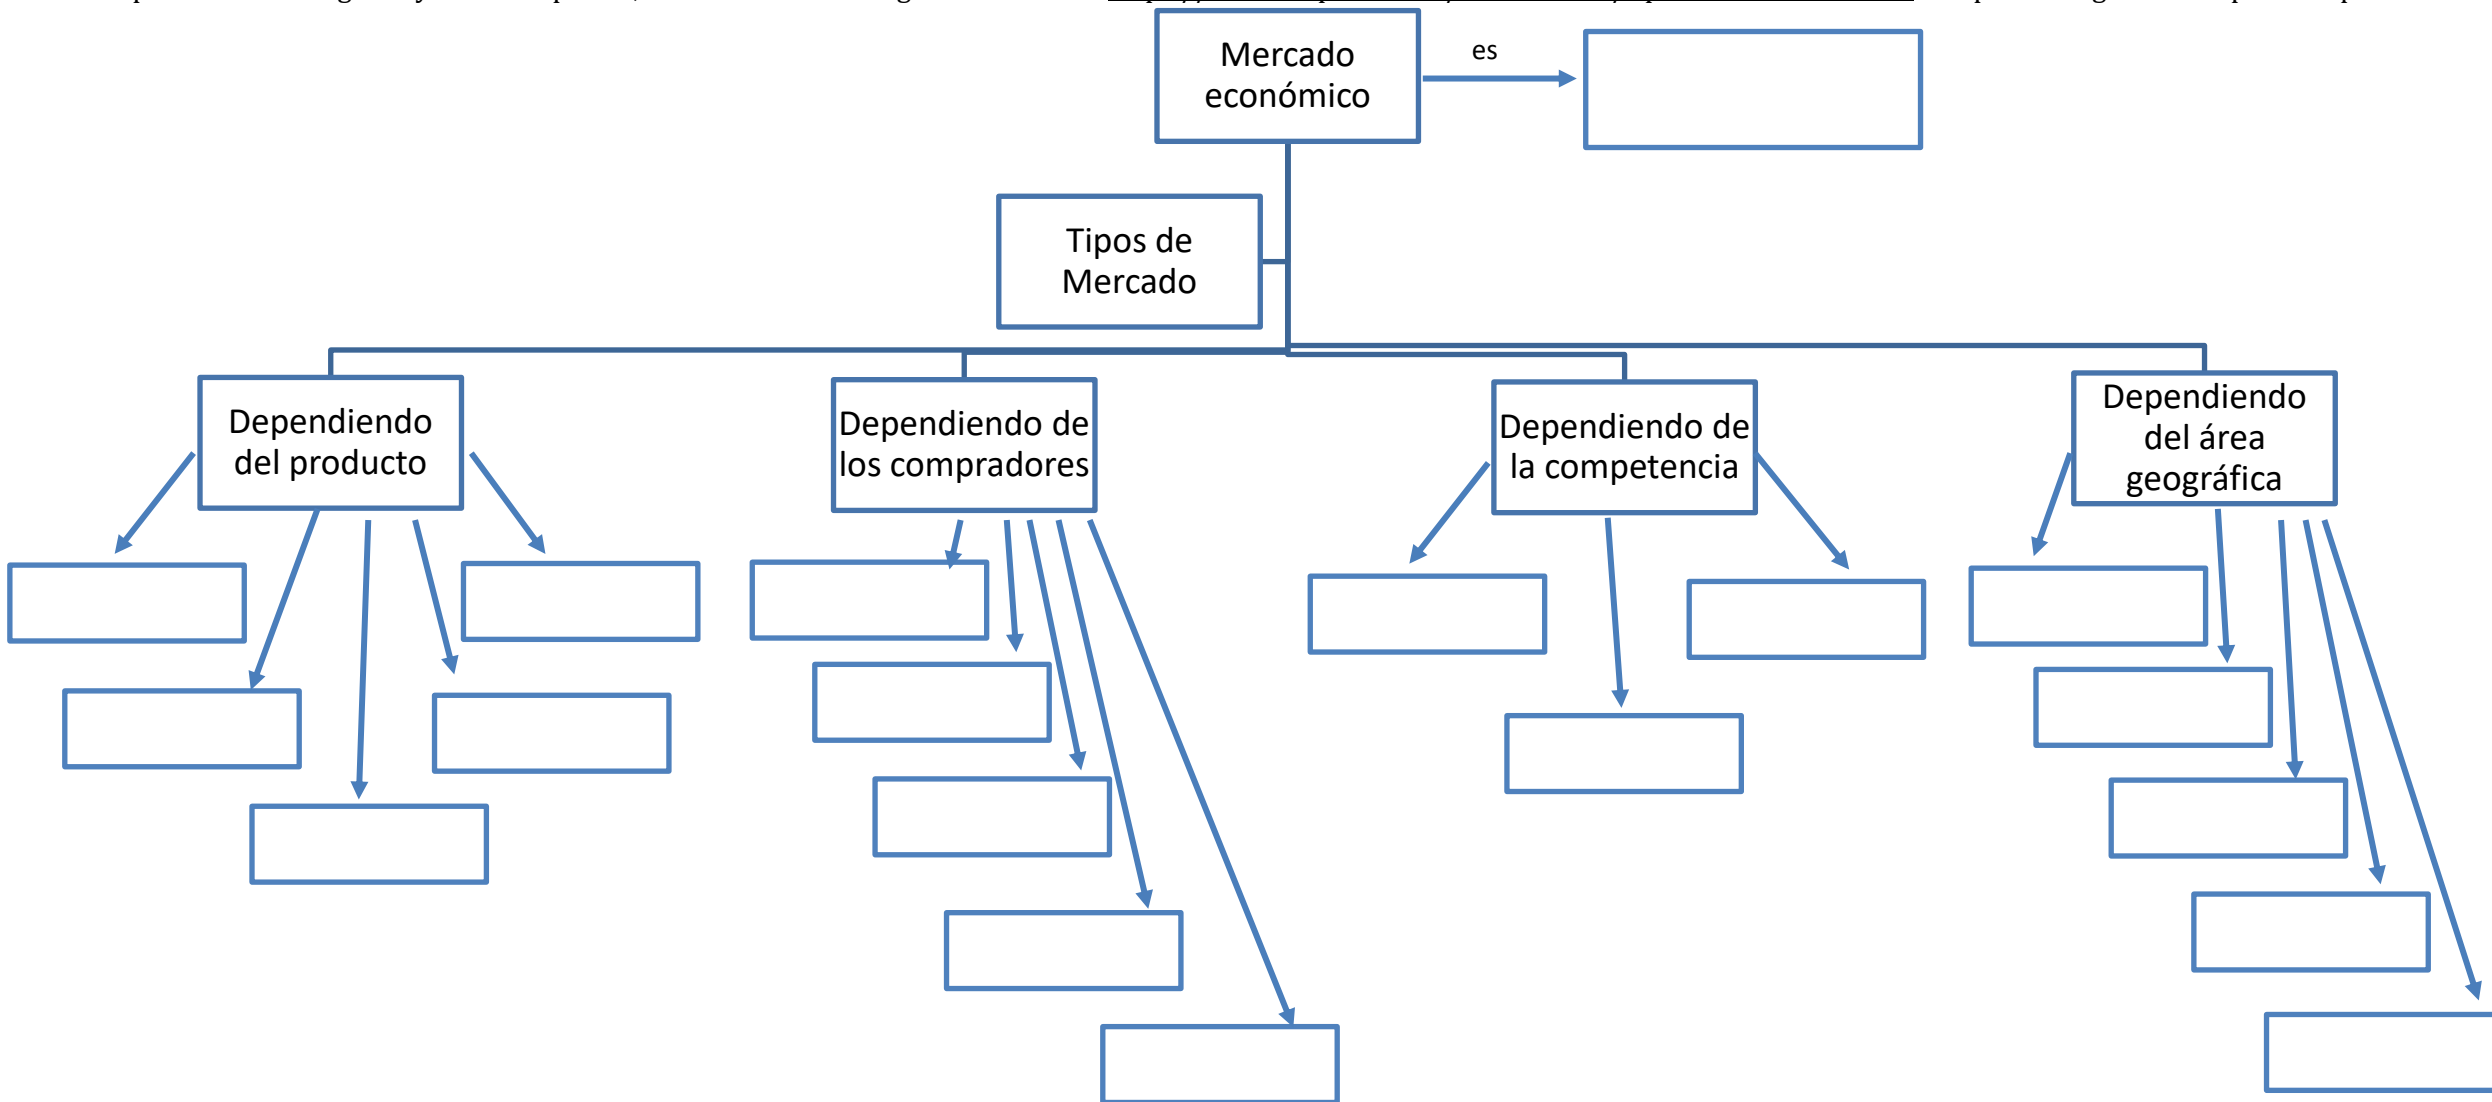 Mercado
económico
es
Tipos de
Mercado
Dependiendo
del producto
Dependiendo de
los compradores
Dependiendo de
la competencia
Dependiendo
del área
geográfica